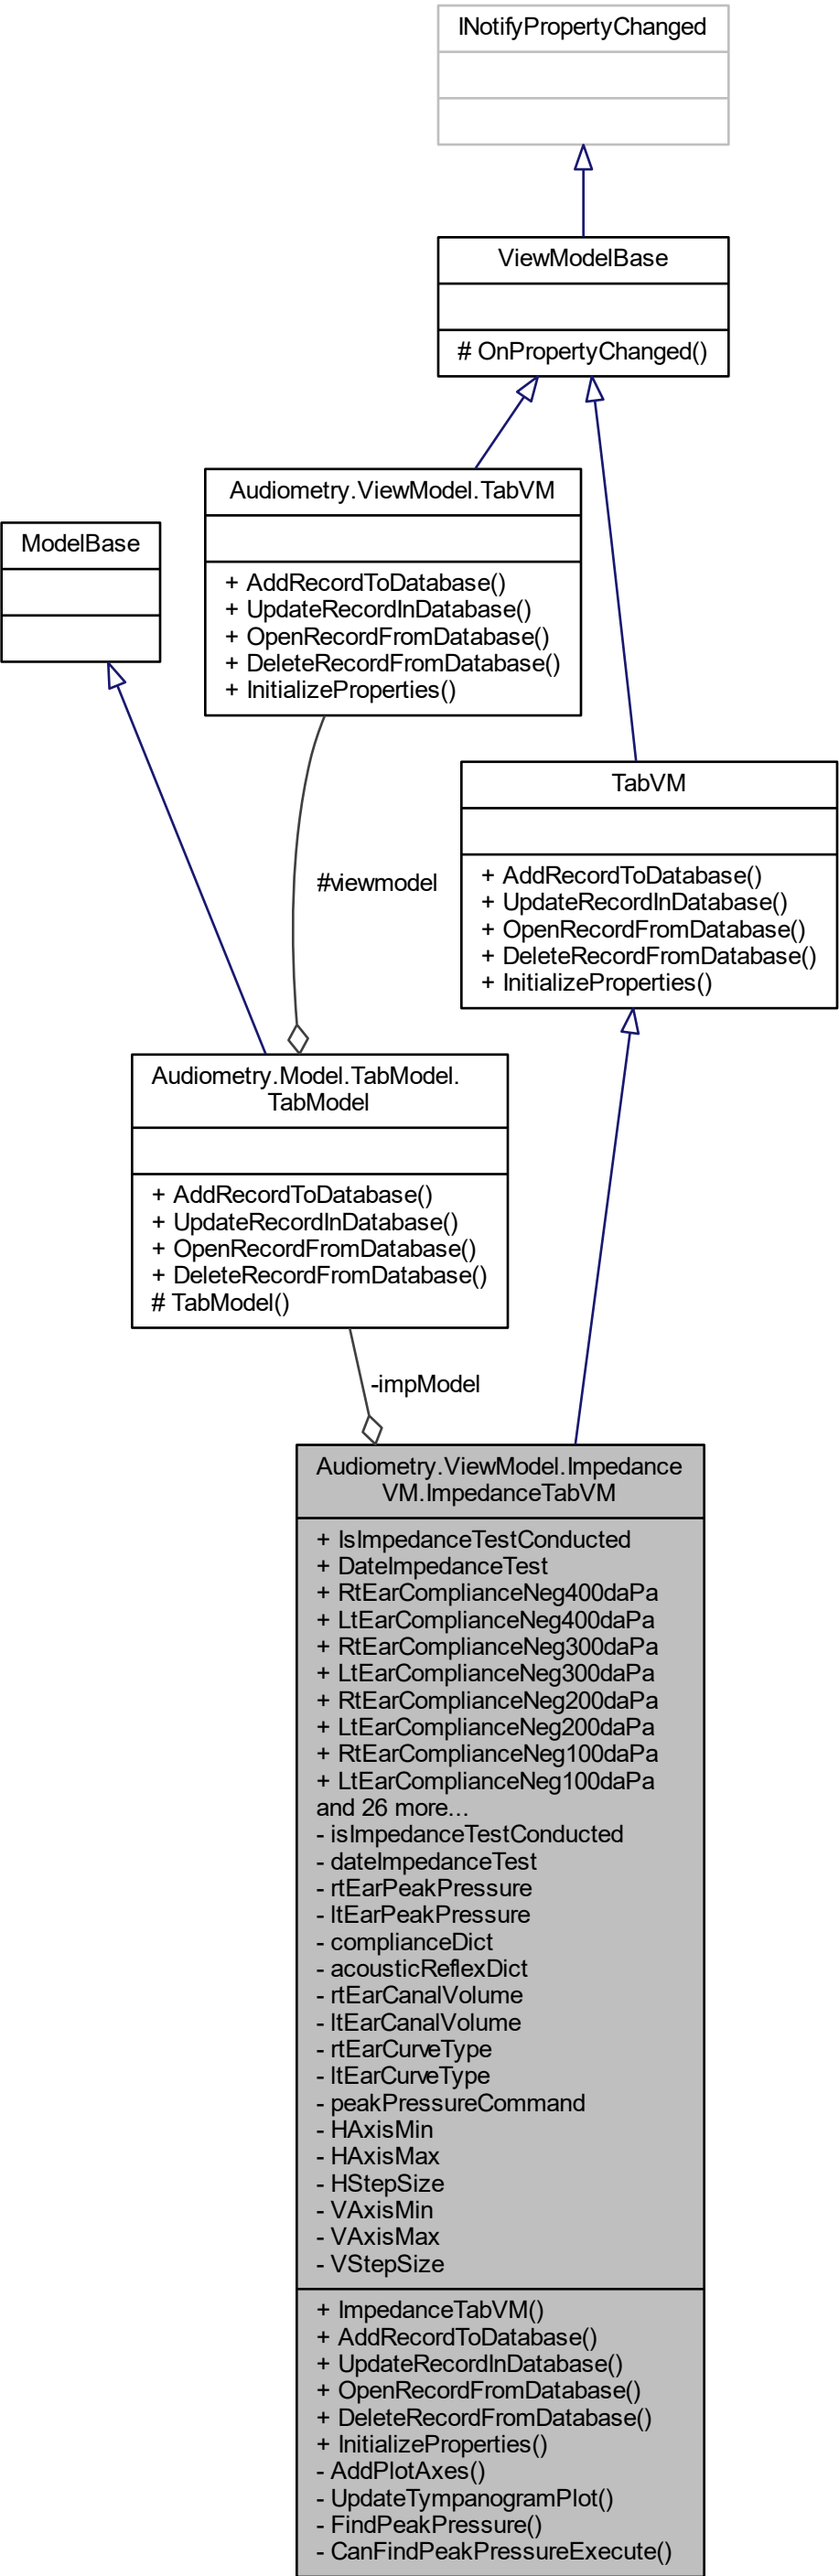 INotifyPropertyChanged
ViewModelBase
# OnPropertyChanged()
Audiometry.ViewModel.TabVM
+ AddRecordToDatabase()
+ UpdateRecordInDatabase()
+ OpenRecordFromDatabase()
+ DeleteRecordFromDatabase()
+ InitializeProperties()
ModelBase
TabVM
+ AddRecordToDatabase()
+ UpdateRecordInDatabase()
+ OpenRecordFromDatabase()
+ DeleteRecordFromDatabase()
+ InitializeProperties()
#viewmodel
Audiometry.Model.TabModel.
TabModel
+ AddRecordToDatabase()
+ UpdateRecordInDatabase()
+ OpenRecordFromDatabase()
+ DeleteRecordFromDatabase()
# TabModel()
-impModel
Audiometry.ViewModel.Impedance
VM.ImpedanceTabVM
+ IsImpedanceTestConducted
+ DateImpedanceTest
+ RtEarComplianceNeg400daPa
+ LtEarComplianceNeg400daPa
+ RtEarComplianceNeg300daPa
+ LtEarComplianceNeg300daPa
+ RtEarComplianceNeg200daPa
+ LtEarComplianceNeg200daPa
+ RtEarComplianceNeg100daPa
+ LtEarComplianceNeg100daPa
and 26 more...
- isImpedanceTestConducted
- dateImpedanceTest
- rtEarPeakPressure
- ltEarPeakPressure
- complianceDict
- acousticReflexDict
- rtEarCanalVolume
- ltEarCanalVolume
- rtEarCurveType
- ltEarCurveType
- peakPressureCommand
- HAxisMin
- HAxisMax
- HStepSize
- VAxisMin
- VAxisMax
- VStepSize
+ ImpedanceTabVM()
+ AddRecordToDatabase()
+ UpdateRecordInDatabase()
+ OpenRecordFromDatabase()
+ DeleteRecordFromDatabase()
+ InitializeProperties()
- AddPlotAxes()
- UpdateTympanogramPlot()
- FindPeakPressure()
- CanFindPeakPressureExecute()